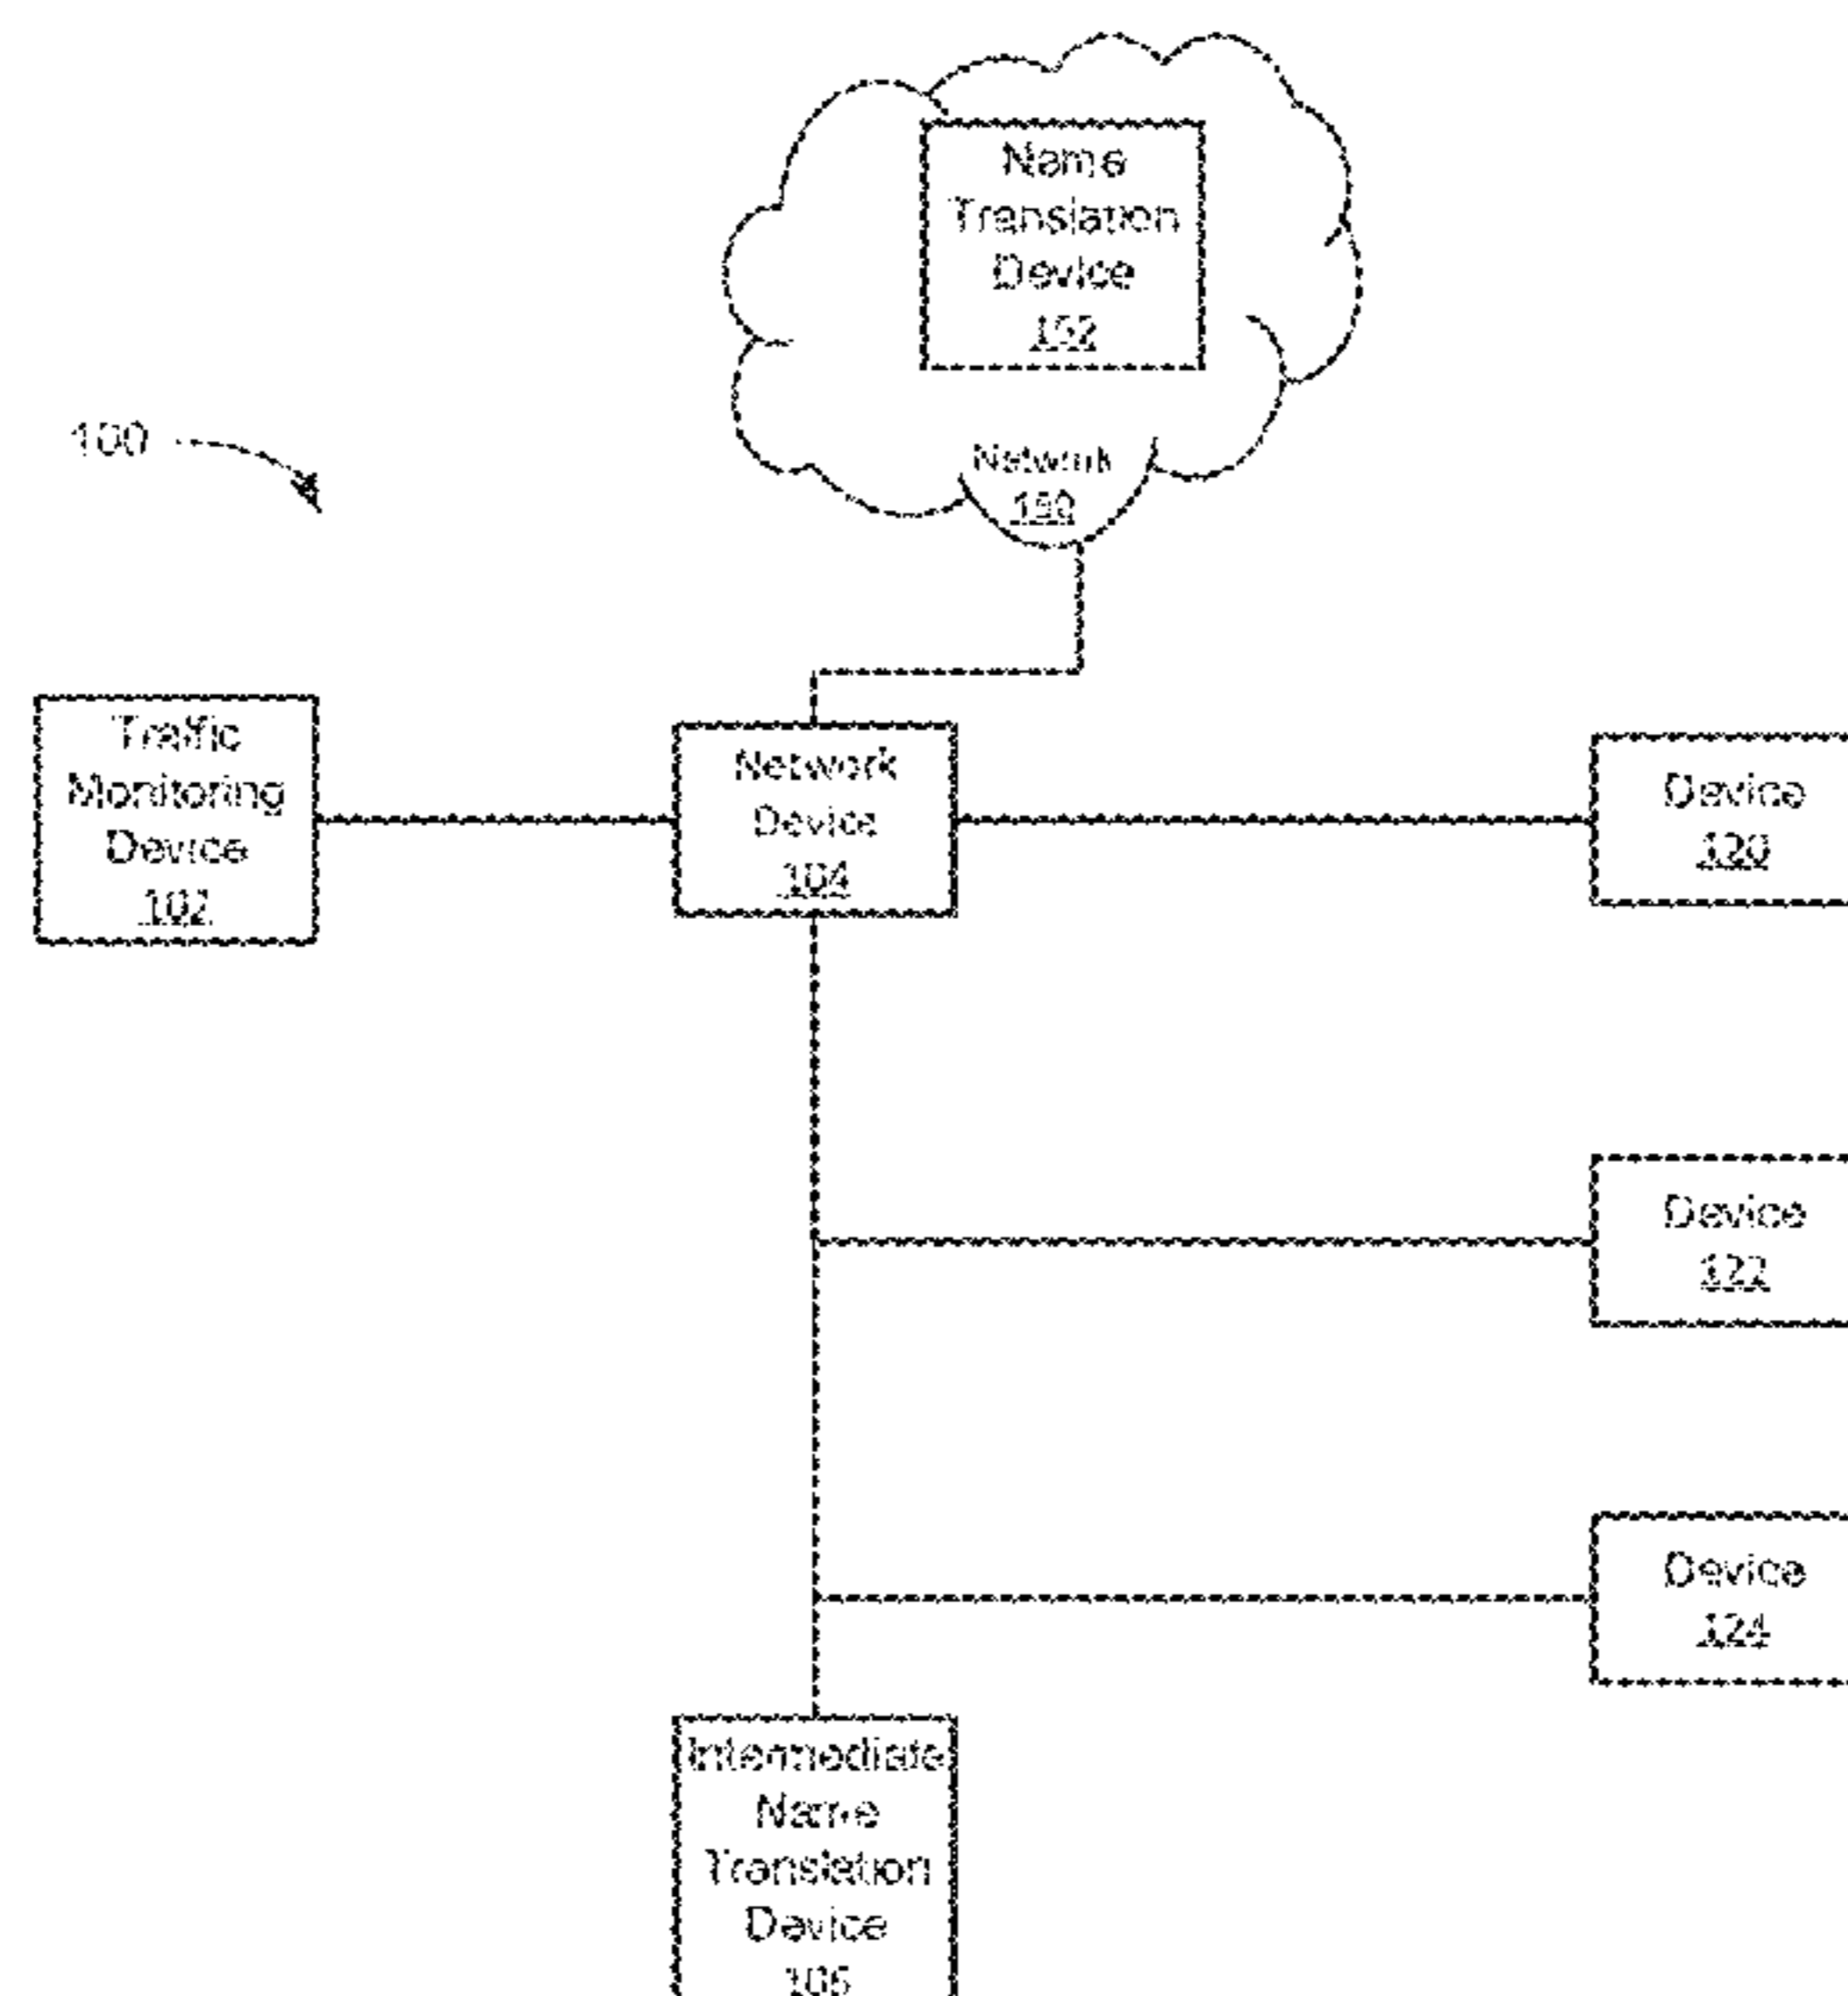 Name
Translation
Device
152
Network
150
100
Traffic
Monitoring
Device
102
Network
Device
104
Device
120
Device
122
Device
124
Intermediate
Name
Translation
Device